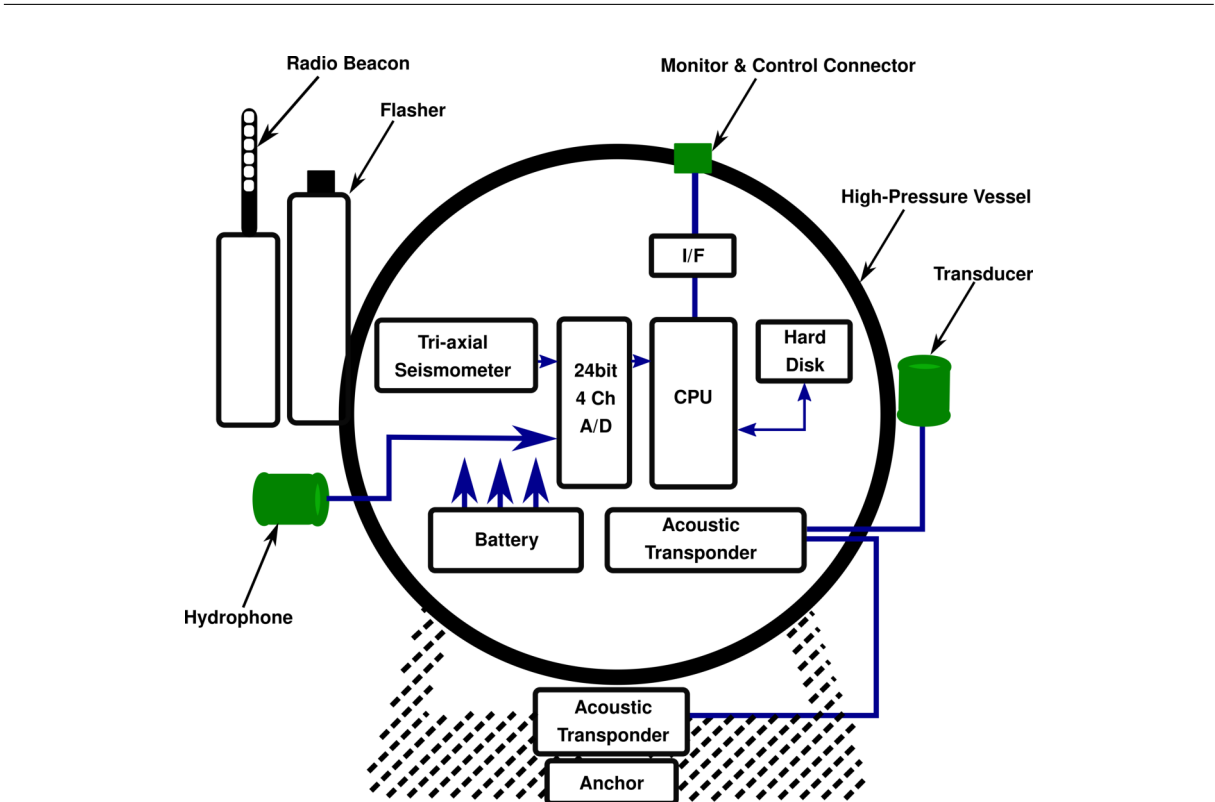 Radio Beacon
Monitor & Control Connector
Flasher
High-Pressure Vessel
I/F
Transducer
Tri-axial
Seismometer
24bit
4 Ch
A/D
CPU
Hard
Disk
Battery
Acoustic
Transponder
Hydrophone
Acoustic
Transponder
Anchor